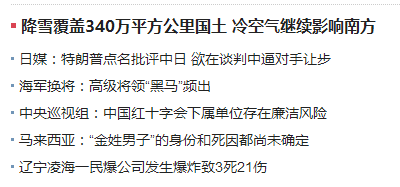 降雪覆盖340万平方公里国土 冷空气继续影响南方
日媒：特朗普点名批评中日 欲在谈判中逼对手让步
海军换将：高级将领“黑马”频出
中央巡视组：中国红十字会下属单位存在廉洁风险
马来西亚：“金姓男子”的身份和死因都尚未确定
辽宁凌海一民爆公司发生爆炸致3死21伤